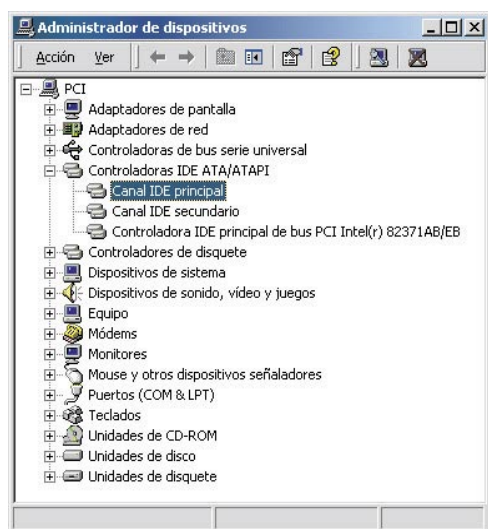 Administrador de dispositivos
Acción Ver
PCI
Adaptadores de pantalla
Adaptadores de red
Controladoras de bus serie universal
Controladoras IDE ATA/ATAPI
Canal IDE principal
Canal IDE secundario
Controladora IDE principal de bus PCI Intel(r) 82371AB/EB
Controladores de disquete
Dispositivos de sistema
Dispositivos de sonido, vídeo y juegos
Equipo
Módems
Monitores
Mouse y otros dispositivos señaladores
Puertos (COM & LPT)
Teclados
Unidades de CD-ROM
Unidades de disco
Unidades de disquete